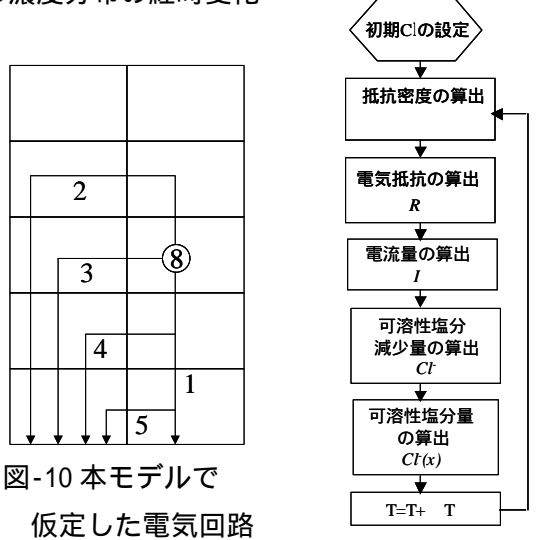 濃度分布の経時変化
2
8
3
4
1
5
図-10 本モデルで
仮定した電気回路
初期Clの設定
抵抗密度の算出
電気抵抗の算出
R
電流量の算出
I
可溶性塩分
減少量の算出
Cl-
可溶性塩分量
の算出
Cl-(x)
T=T+ T